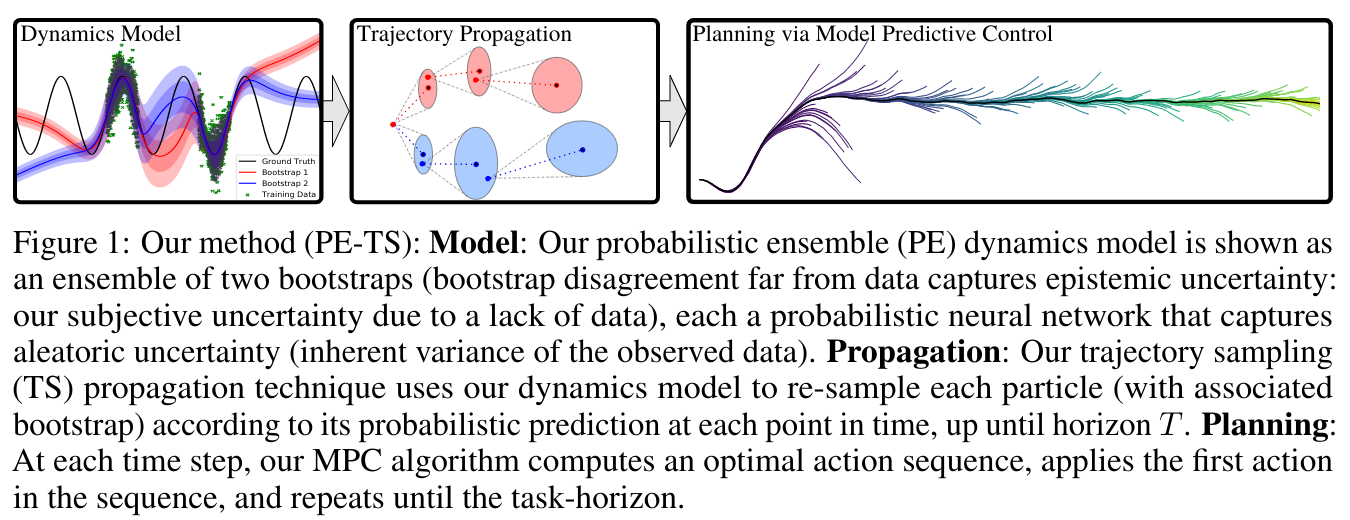 Dynamics Model
Ground Truth
Bootstrap 1
Bootstrap 2
Training Data
Trajectory Propagation
Planning via Model Predictive Control
Figure 1: Our method (PE-TS): Model: Our probabilistic ensemble (PE) dynamics model is shown as
an ensemble of two bootstraps (bootstrap disagreement far from data captures epistemic uncertainty:
our subjective uncertainty due to a lack of data), each a probabilistic neural network that captures
aleatoric uncertainty (inherent variance of the observed data). Propagation: Our trajectory sampling
(TS) propagation technique uses our dynamics model to re-sample each particle (with associated
bootstrap) according to its probabilistic prediction at each point in time, up until horizon T. Planning:
At each time step, our MPC algorithm computes an optimal action sequence, applies the first action
in the sequence, and repeats until the task-horizon.